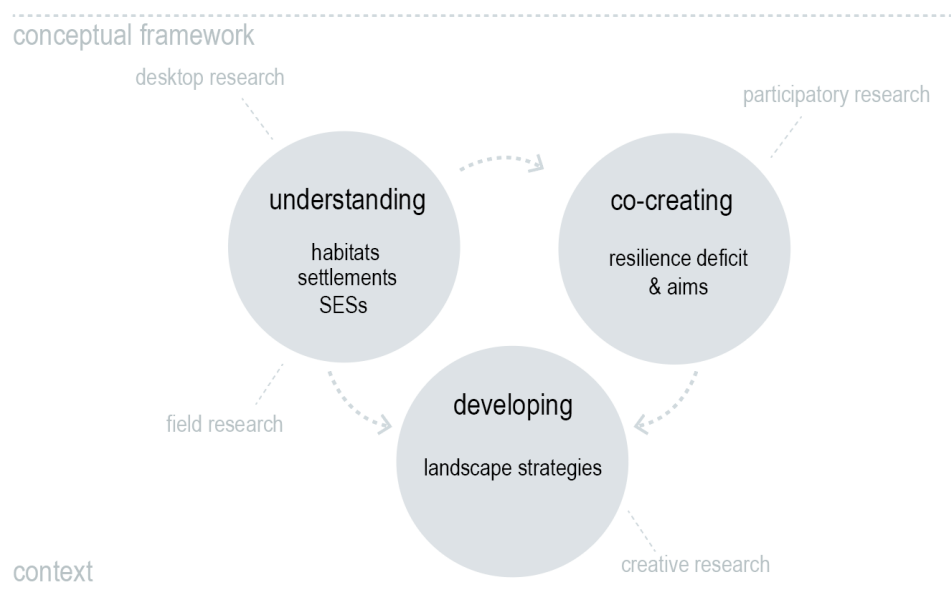 conceptual framework
desktop research
participatory research
understanding
habitats
settlements
SESs
co-creating
resilience deficit
& aims
developing
landscape strategies
field research
creative research
context